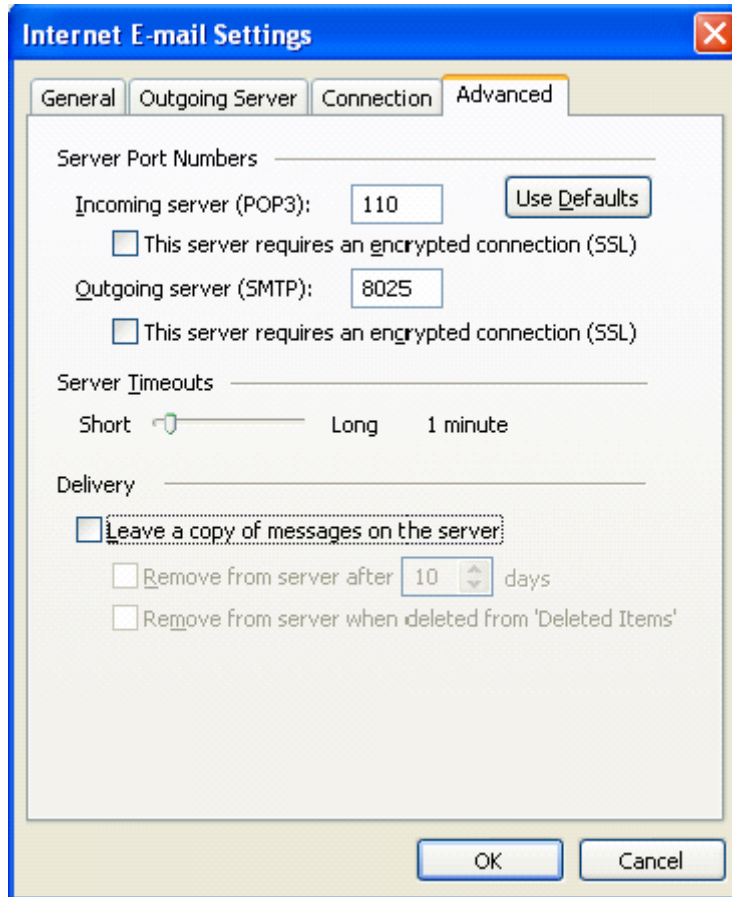 Internet E-mail Settings
General Outgoing Server Connection Advanced
Server Port Numbers
Incoming server (POP3): 110 Use Defaults
This server requires an encrypted connection (SSL)
Outgoing server (SMTP): 8025
This server requires an encrypted connection (SSL)
Server Timeouts
Short Long 1 minute
Delivery
Leave a copy of messages on the server
Remove from server after 10 days
Remove from server when deleted from 'Deleted Items'
OK Cancel